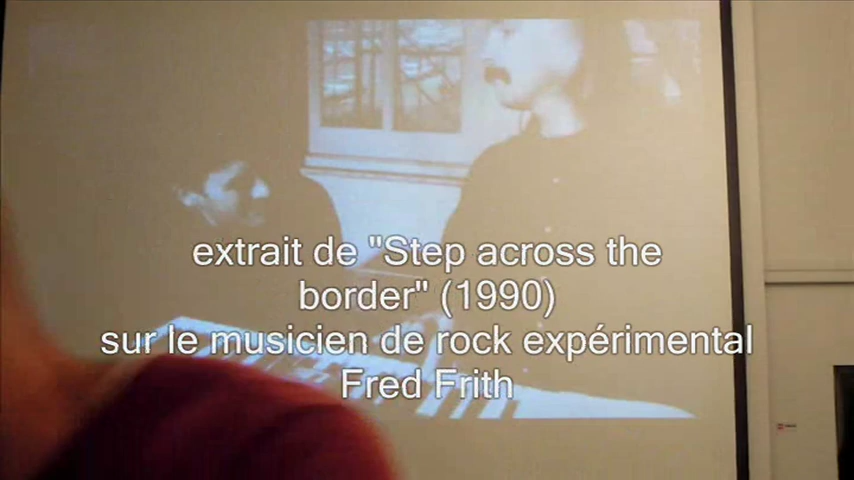 extrait de "Step across the
border" (1990)
sur le musicien de rock expérimental
Fred Frith